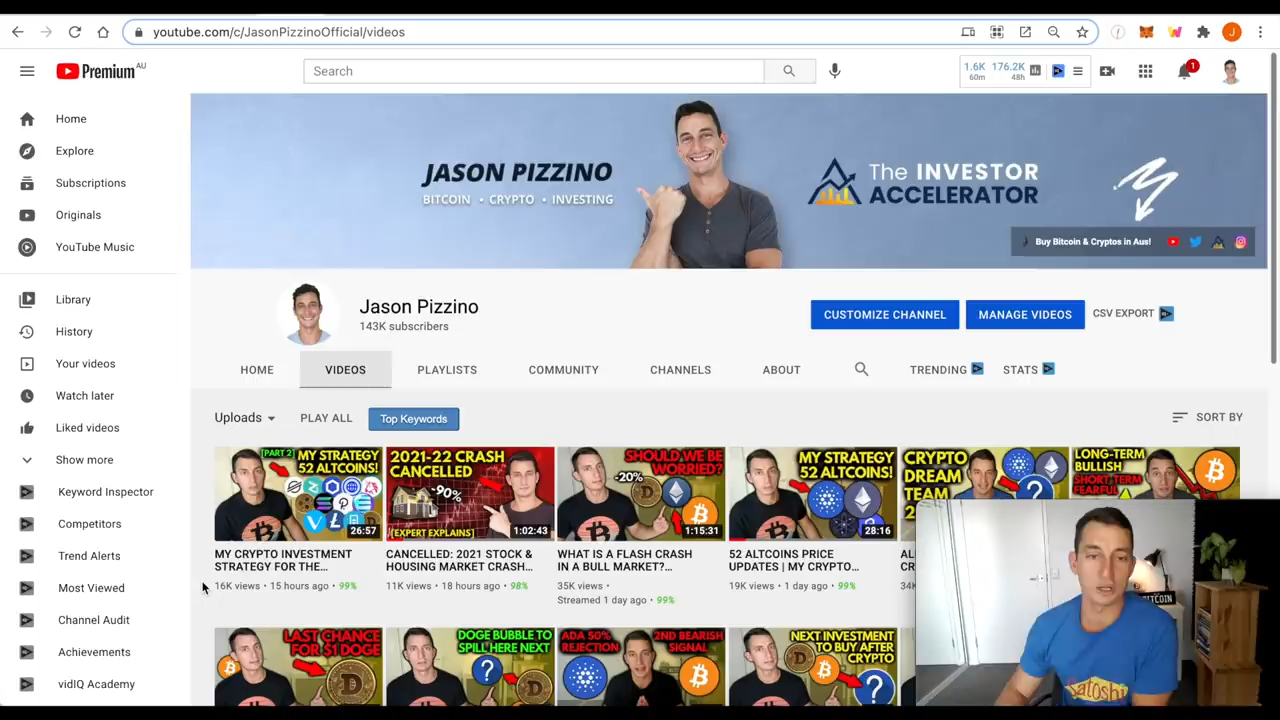 youtube.com/c/JasonPizzinoOfficial/videos
J
Premium AU
Search
1.6K 176.2K
60m 48h
1
Home
Explore
Subscriptions
Originals
YouTube Music
Library
History
Your videos
Watch later
Liked videos
Show more
Keyword Inspector
Competitors
Trend Alerts
Most Viewed
Channel Audit
Achievements
vidIQ Academy
JASON PIZZINO
BITCOIN • CRYPTO • INVESTING
The INVESTOR
ACCELERATOR
Buy Bitcoin & Cryptos in Aus!
Jason Pizzino
143K subscribers
CUSTOMIZE CHANNEL
MANAGE VIDEOS
CSV EXPORT
HOME VIDEOS PLAYLISTS COMMUNITY CHANNELS ABOUT TRENDING STATS
Uploads PLAY ALL Top Keywords SORT BY
[PART 2] MY STRATEGY
52 ALTCOINS!
26:57
MY CRYPTO INVESTMENT
STRATEGY FOR THE...
16K views • 15 hours ago • 99%
2021-22 CRASH
CANCELLED
-90%
[EXPERT EXPLAINS]
1:02:43
CANCELLED: 2021 STOCK &
HOUSING MARKET CRASH...
11K views • 18 hours ago • 98%
SHOULD WE BE
WORRIED?
-20%
1:15:31
WHAT IS A FLASH CRASH
IN A BULL MARKET?...
35K views •
Streamed 1 day ago • 99%
MY STRATEGY
52 ALTCOINS!
28:16
52 ALTCOINS PRICE
UPDATES | MY CRYPTO...
19K views • 1 day ago • 99%
CRYPTO
DREAM
TEAM
34K
LONG-TERM
BULLISH
SHORT TERM
FEARFUL
LAST CHANCE
FOR $1 DOGE
DOGE BUBBLE TO
SPILL HERE NEXT
ADA 50%
REJECTION
2ND BEARISH
SIGNAL
NEXT INVESTMENT
TO BUY AFTER
CRYPTO
BITCOIN
Satoshi